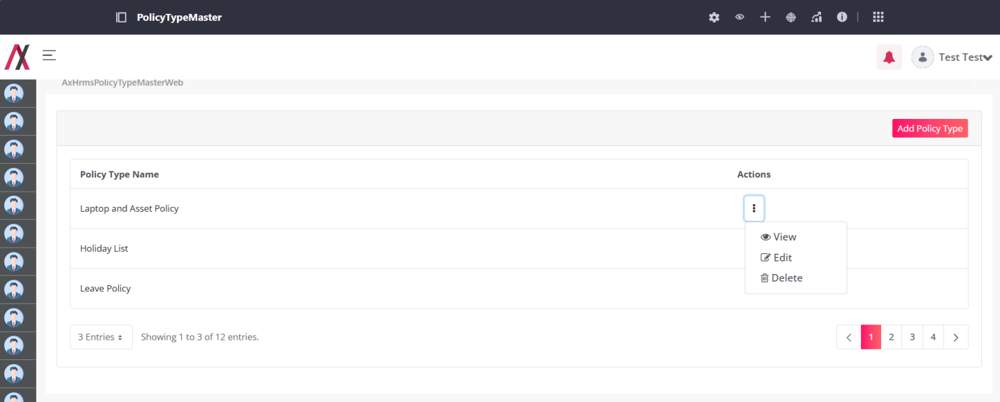 PolicyTypeMaster
Test Test
AxHrmsPolicyTypeMasterWeb
Add Policy Type
Policy Type Name Actions
Laptop and Asset Policy
View
Holiday List
Edit
Delete
Leave Policy
3 Entries Showing 1 to 3 of 12 entries. 1 2 3 4